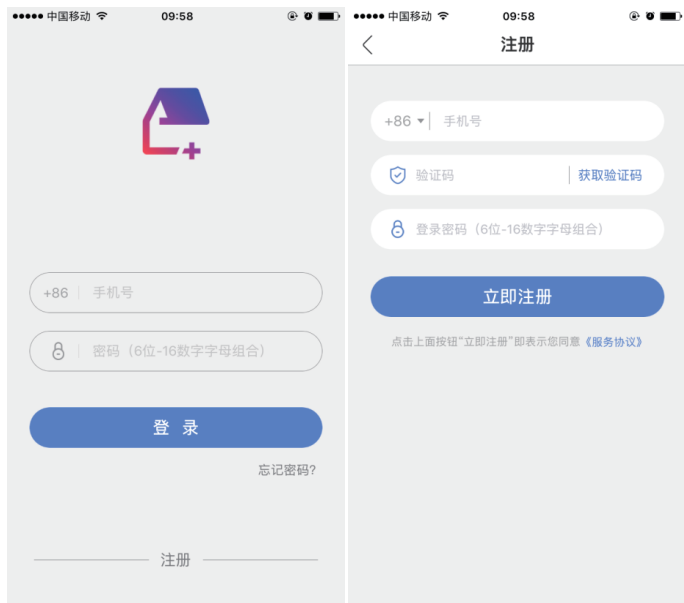 中国移动 09:58
+86 手机号
密码（6位-16数字字母组合）
登 录
忘记密码?
注册
中国移动 09:58
注册
+86 手机号
验证码 获取验证码
登录密码（6位-16数字字母组合）
立即注册
点击上面按钮“立即注册”即表示您同意《服务协议》